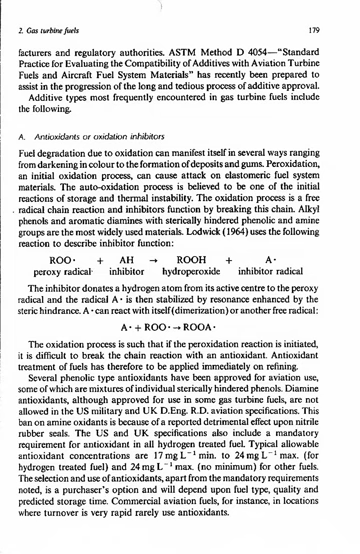 2. Gas turbine fuels 179
facturers and regulatory authorities. ASTM Method D 4054—"Standard
Practice for Evaluating the Compatibility of Additives with Aviation Turbine
Fuels and Aircraft Fuel System Materials" has recently been prepared to
assist in the progression of the long and tedious process of additive approval.
Additive types most frequently encountered in gas turbine fuels include
the following.
A. Antioxidants or oxidation inhibitors
Fuel degradation due to oxidation can manifest itself in several ways ranging
from darkening in colour to the formation of deposits and gums. Peroxidation,
an initial oxidation process, can cause attack on elastomeric fuel system
materials. The auto-oxidation process is believed to be one of the initial
reactions of storage and thermal instability. The oxidation process is a free
radical chain reaction and inhibitors function by breaking this chain. Alkyl
phenols and aromatic diamines with sterically hindered phenolic and amine
groups are the most widely used materials. Lodwick (1964) uses the following
reaction to describe inhibitor function:
ROO· + AH → ROOH + A·
peroxy radical inhibitor hydroperoxide inhibitor radical
The inhibitor donates a hydrogen atom from its active centre to the peroxy
radical and the radical A· is then stabilized by resonance enhanced by the
steric hindrance. A· can react with itself (dimerization) or another free radical:
A· + ROO· → ROOA·
The oxidation process is such that if the peroxidation reaction is initiated,
it is difficult to break the chain reaction with an antioxidant. Antioxidant
treatment of fuels has therefore to be applied immediately on refining.
Several phenolic type antioxidants have been approved for aviation use,
some of which are mixtures of individual sterically hindered phenols. Diamine
antioxidants, although approved for use in some gas turbine fuels, are not
allowed in the US military and UK D.Eng. R.D. aviation specifications. This
ban on amine oxidants is because of a reported detrimental effect upon nitrile
rubber seals. The US and UK specifications also include a mandatory
requirement for antioxidant in all hydrogen treated fuel. Typical allowable
antioxidant concentrations are 17 mg L⁻¹ min. to 24 mg L⁻¹ max. (for
hydrogen treated fuel) and 24 mg L⁻¹ max. (no minimum) for other fuels.
The selection and use of antioxidants, apart from the mandatory requirements
noted, is a purchaser's option and will depend upon fuel type, quality and
predicted storage time. Commercial aviation fuels, for instance, in locations
where turnover is very rapid rarely use antioxidants.